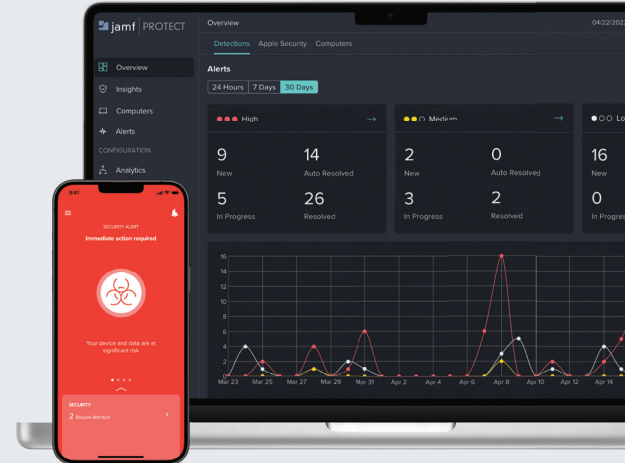 jamf PROTECT
Overview
04/22/2022
Detections Apple Security Computers
Overview
Insights
Computers
Alerts
CONFIGURATION
Analytics
Alerts
24 Hours 7 Days 30 Days
High
9 14
New Auto Resolved
5 26
In Progress Resolved
Medium
2 0
New Auto Resolved
3 2
In Progress Resolved
Lo
16
New
0
In Progres
16
14
12
10
8
6
4
2
0
Mar 23 Mar 25 Mar 27 Mar 29 Mar 31 Apr 2 Apr 4 Apr 6 Apr 8 Apr 10 Apr 12 Apr 14
9:41
SECURITY ALERT
Immediate action required
Your device and data are at
significant risk
SECURITY
2 Require Attention